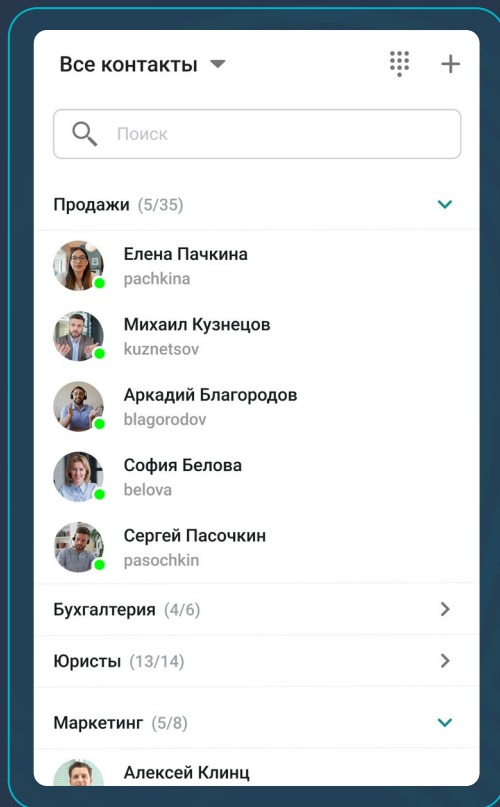 Все контакты
Поиск
Продажи (5/35)
Елена Пачкина
pachkina
Михаил Кузнецов
kuznetsov
Аркадий Благородов
blagorodov
София Белова
belova
Сергей Пасочкин
pasochkin
Бухгалтерия (4/6)
Юристы (13/14)
Маркетинг (5/8)
Алексей Клинц